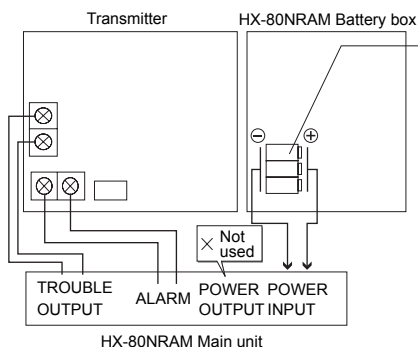 Transmitter
HX-80NRAM Battery box
⊖ ⊕
× Not
used
TROUBLE
OUTPUT
ALARM
POWER
OUTPUT
POWER
INPUT
HX-80NRAM Main unit